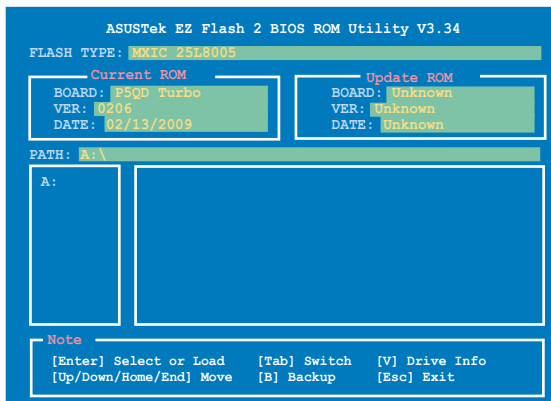 ASUSTek EZ Flash 2 BIOS ROM Utility V3.34
FLASH TYPE: MXIC 25L8005
Current ROM
BOARD: P5QD Turbo
VER: 0206
DATE: 02/13/2009
Update ROM
BOARD: Unknown
VER: Unknown
DATE: Unknown
PATH: A:\
A:
Note
[Enter] Select or Load [Tab] Switch [V] Drive Info
[Up/Down/Home/End] Move [B] Backup [Esc] Exit